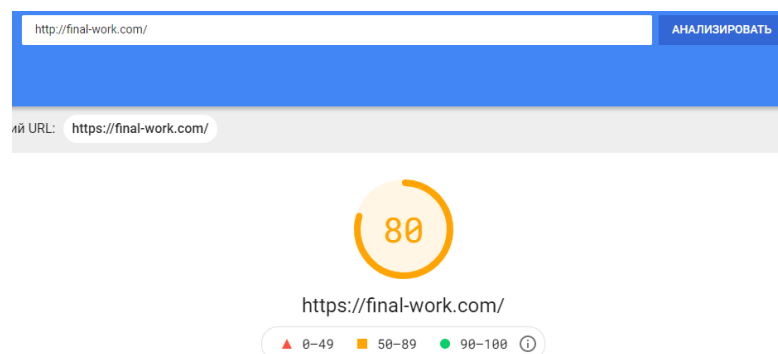 http://final-work.com/
АНАЛИЗИРОВАТЬ
ий URL: https://final-work.com/
80
https://final-work.com/
0–49 50–89 90–100